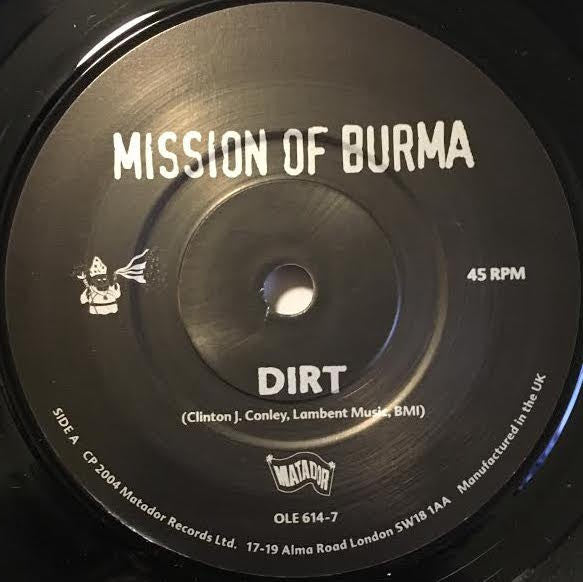 MISSION OF BURMA
45 RPM
DIRT
(Clinton J. Conley, Lambent Music, BMI)
MATADOR
OLE 614-7
SIDE A CP 2004 Matador Records Ltd. 17-19 Alma Road London SW18 1AA Manufactured in the UK